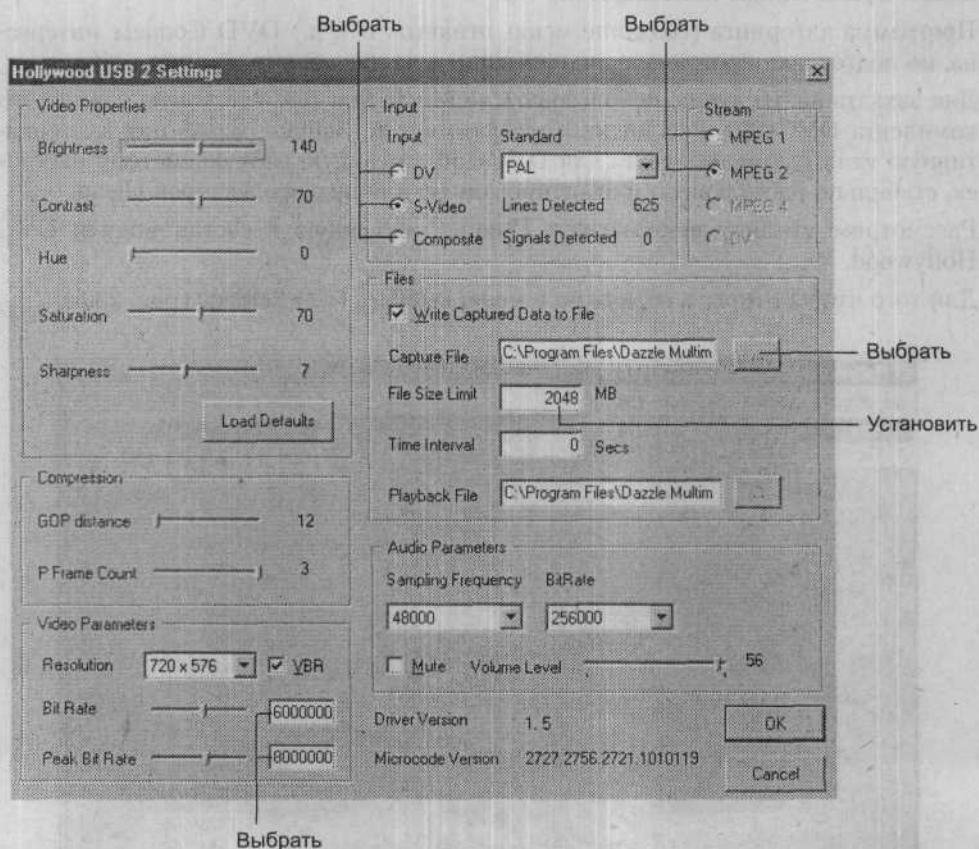 Выбрать
Выбрать
Hollywood USB 2 Settings
Video Properties
Brightness 140
Contrast 70
Hue 0
Saturation 70
Sharpness 7
Load Defaults
Compression
GOP distance 12
P Frame Count 3
Video Parameters
Resolution 720 x 576 VBR
Bit Rate 6000000
Peak Bit Rate 8000000
Input
Input Standard
DV PAL
S-Video Lines Detected 625
Composite Signals Detected 0
Stream
MPEG 1
MPEG 2
MPEG 4
DV
Files
Write Captured Data to File
Capture File C:\Program Files\Dazzle Multim
Выбрать
File Size Limit 2048 MB
Установить
Time Interval 0 Secs
Playback File C:\Program Files\Dazzle Multim
Audio Parameters
Sampling Frequency BitRate
48000 256000
Mute Volume Level 56
Driver Version 1. 5
Microcode Version 2727.2756.2721.1010119
OK
Cancel
Выбрать